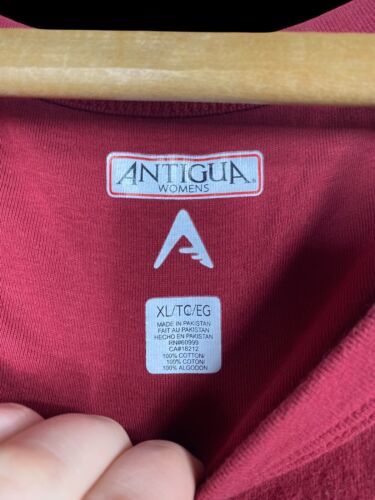 ANTIGUA®
WOMENS
XL/TC/EG
MADE IN PAKISTAN
FAIT AU PAKISTAN
HECHO EN PAKISTAN
RN#60999
CA#18212
100% COTTON/
100% COTON/
100% ALGODON